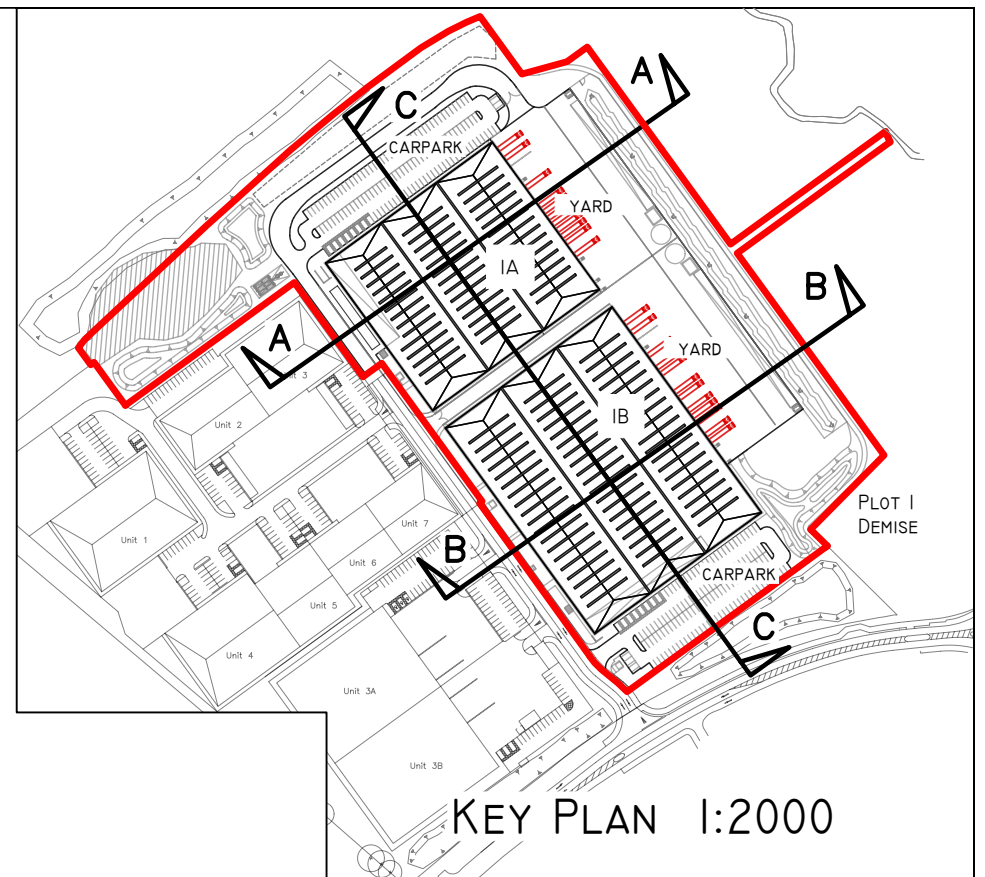 A
C
CARPARK
YARD
1A
B
A
Unit 3
YARD
Unit 2
1B
PLOT 1
DEMISE
Unit 7
Unit 1
B
Unit 6
CARPARK
Unit 5
C
Unit 4
Unit 3A
Unit 3B
KEY PLAN 1:2000